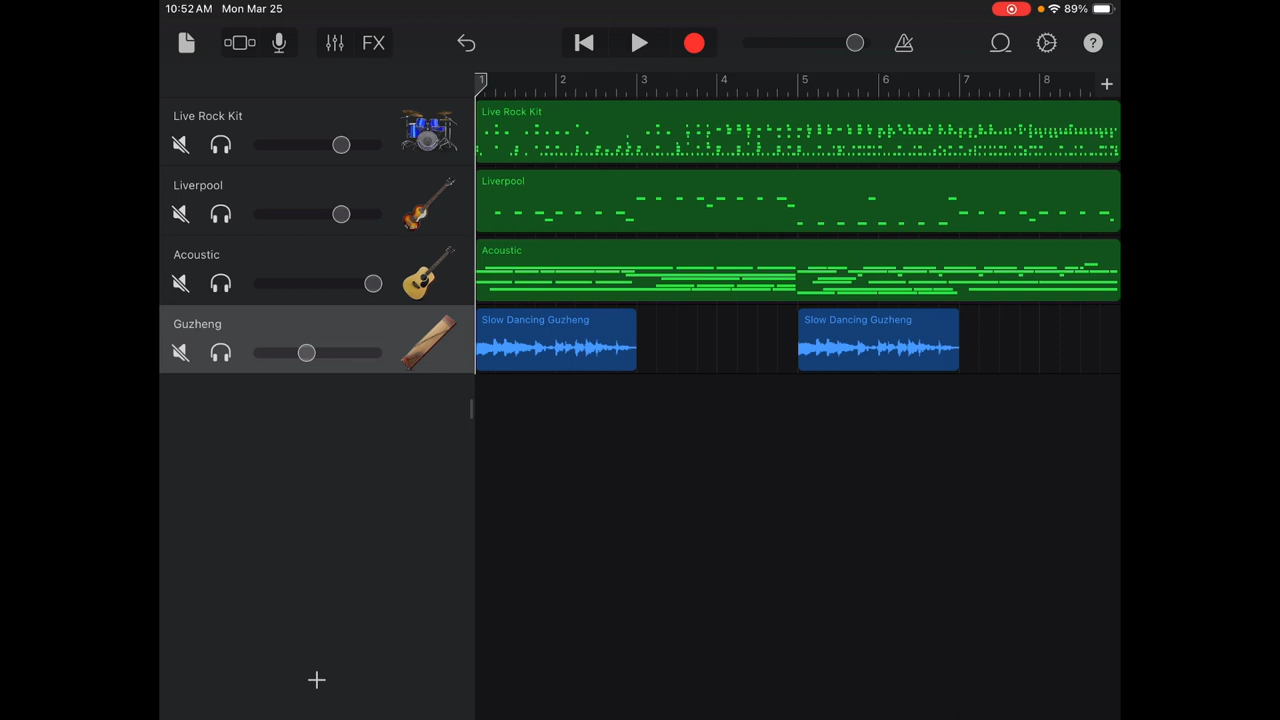 10:52 AM Mon Mar 25 89%
FX ?
1 2 3 4 5 6 7 8
Live Rock Kit
Live Rock Kit
Liverpool
Liverpool
Acoustic
Acoustic
Guzheng
Slow Dancing Guzheng Slow Dancing Guzheng